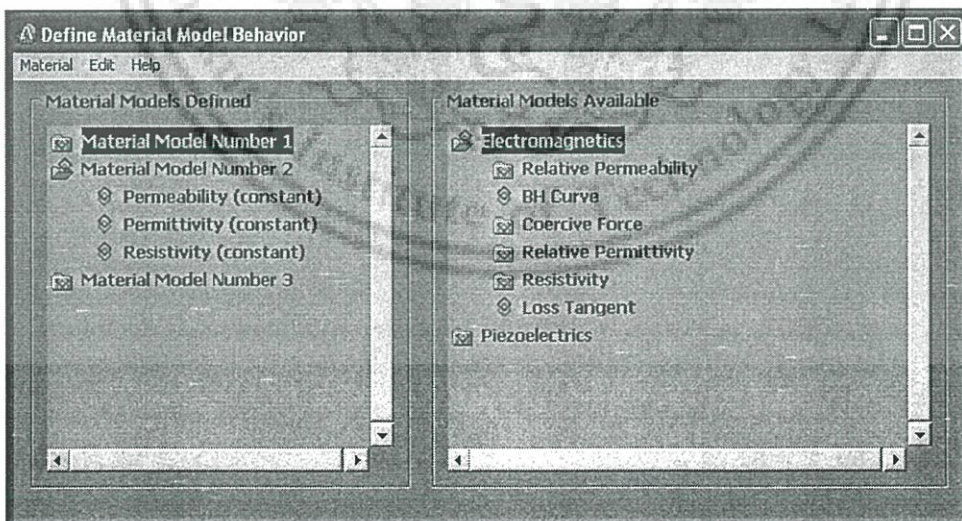 Define Material Model Behavior
Material Edit Help
Material Models Defined
Material Model Number 1
Material Model Number 2
Permeability (constant)
Permittivity (constant)
Resistivity (constant)
Material Model Number 3
Material Models Available
Electromagnetics
Relative Permeability
BH Curve
Coercive Force
Relative Permittivity
Resistivity
Loss Tangent
Piezoelectrics